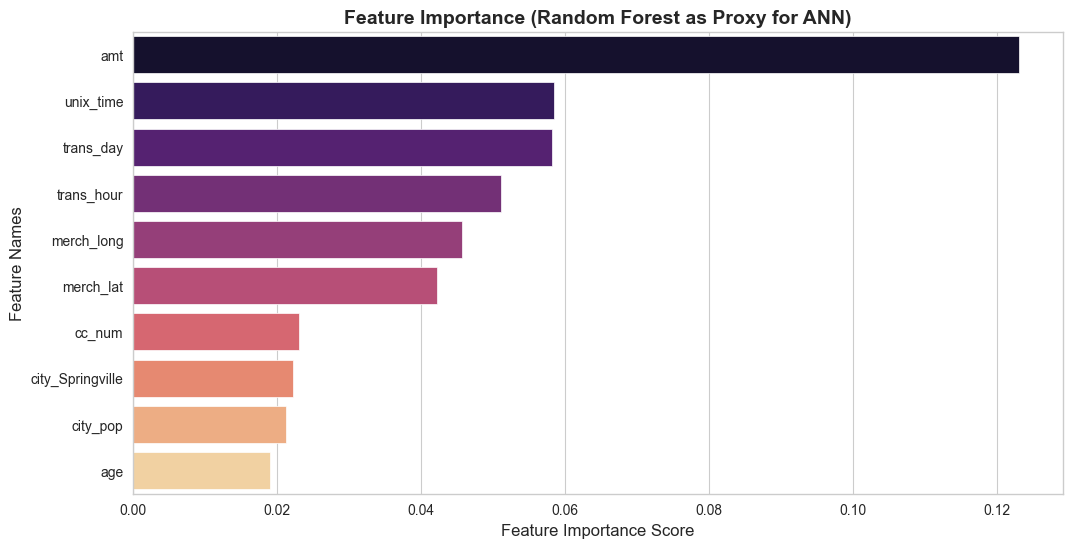 Feature Importance (Random Forest as Proxy for ANN)
Feature Names
amt
unix_time
trans_day
trans_hour
merch_long
merch_lat
cc_num
city_Springville
city_pop
age
0.00 0.02 0.04 0.06 0.08 0.10 0.12
Feature Importance Score